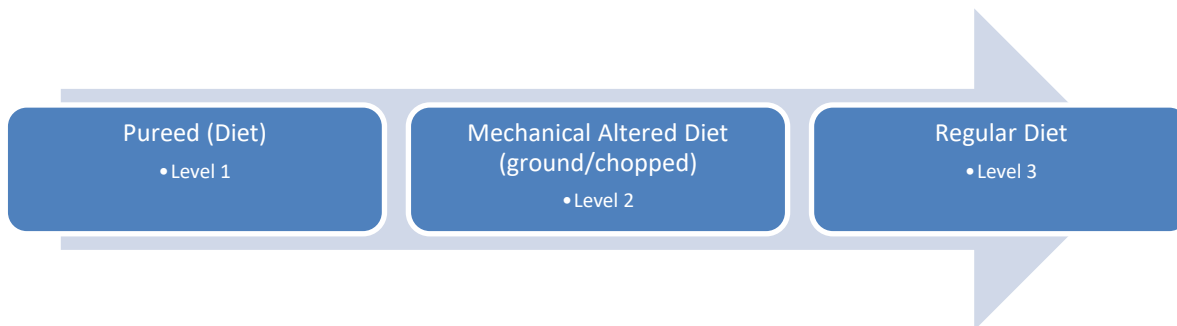 Pureed (Diet)
•Level 1
Mechanical Altered Diet
(ground/chopped)
•Level 2
Regular Diet
•Level 3